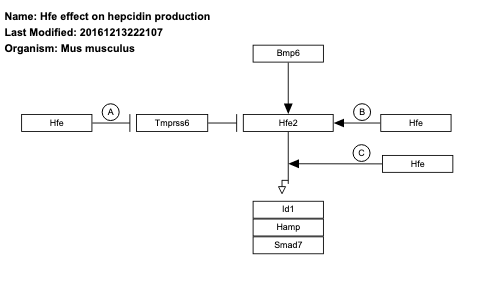 Name: Hfe effect on hepcidin production
Last Modified: 20161213222107
Organism: Mus musculus
Bmp6
A
B
Hfe
Tmprss6
Hfe2
Hfe
C
Hfe
Id1
Hamp
Smad7